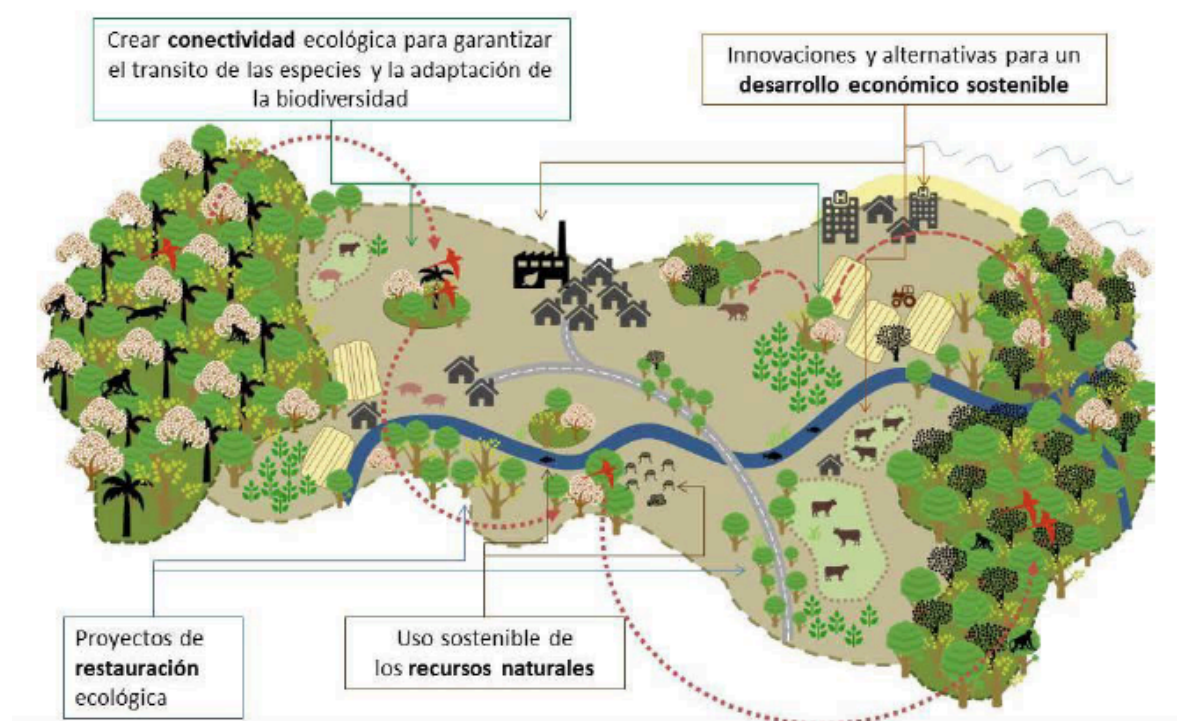 Crear conectividad ecológica para garantizar
el transito de las especies y la adaptación de
la biodiversidad
Innovaciones y alternativas para un
desarrollo económico sostenible
H
H
Proyectos de
restauración
ecológica
Uso sostenible de
los recursos naturales